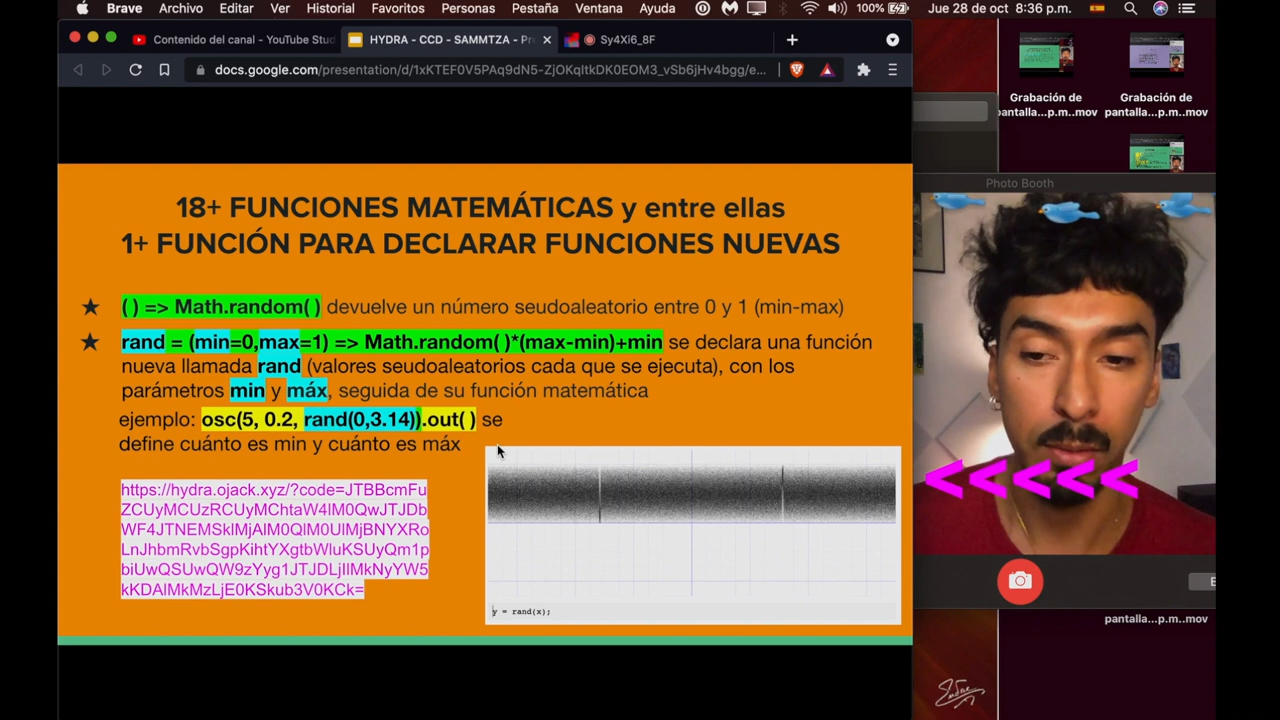 Brave Archivo Editar Ver Historial Favoritos Personas Pestaña Ventana Ayuda 100% Jue 28 de oct 8:36 p.m.
Contenido del canal - YouTube Stud
HYDRA - CCD - SAMMTZA - Pr
Sy4Xi6_8F
docs.google.com/presentation/d/1xKTEF0V5PAq9dN5-ZjOKqItkDK0EOM3_vSb6jHv4bgg/e...
Grabación de
pantalla...p.m..mov
Grabación de
pantalla...p.m..mov
Photo Booth
18+ FUNCIONES MATEMÁTICAS y entre ellas
1+ FUNCIÓN PARA DECLARAR FUNCIONES NUEVAS
★ ( ) => Math.random( ) devuelve un número seudoaleatorio entre 0 y 1 (min-max)
★ rand = (min=0,max=1) => Math.random( )*(max-min)+min se declara una función
nueva llamada rand (valores seudoaleatorios cada que se ejecuta), con los
parámetros min y máx, seguida de su función matemática
ejemplo: osc(5, 0.2, rand(0,3.14)).out( ) se
define cuánto es min y cuánto es máx
https://hydra.ojack.xyz/?code=JTBBcmFu
ZCUyMCUzRCUyMChtaW4lM0QwJTJDb
WF4JTNEMSklMjAlM0QlM0UlMjBNYXRo
LnJhbmRvbSgpKihtYXgtbWluKSUyQm1p
biUwQSUwQW9zYyg1JTJDLjIlMkNyYW5
kKDAlMkMzLjE0KSkub3V0KCk=
y = rand(x);
<<<<<
pantalla...p.m..mov